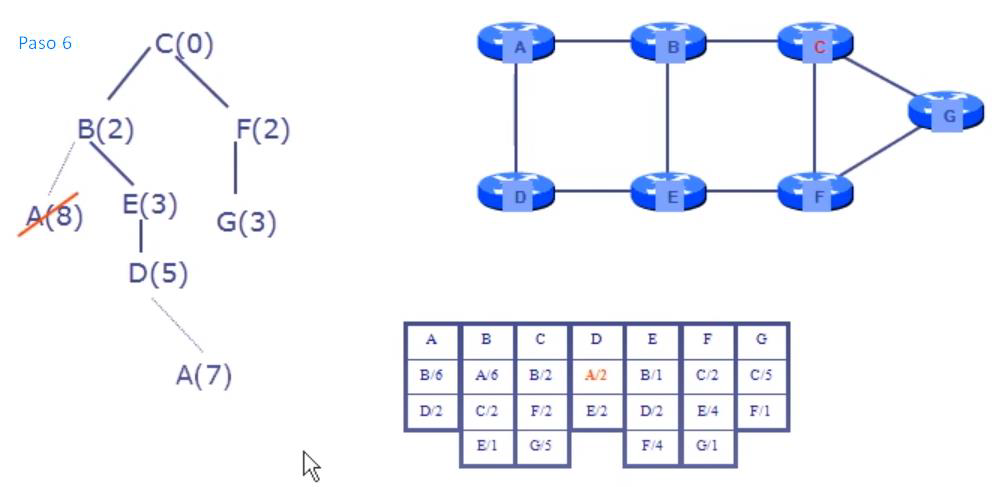 Paso 6
C(0)
B(2) F(2)
A(8) E(3) G(3)
D(5)
A(7)
A B C
G
D E F
A B C D E F G
B/6 A/6 B/2 A/2 B/1 C/2 C/5
D/2 C/2 F/2 E/2 D/2 E/4 F/1
E/1 G/5 F/4 G/1